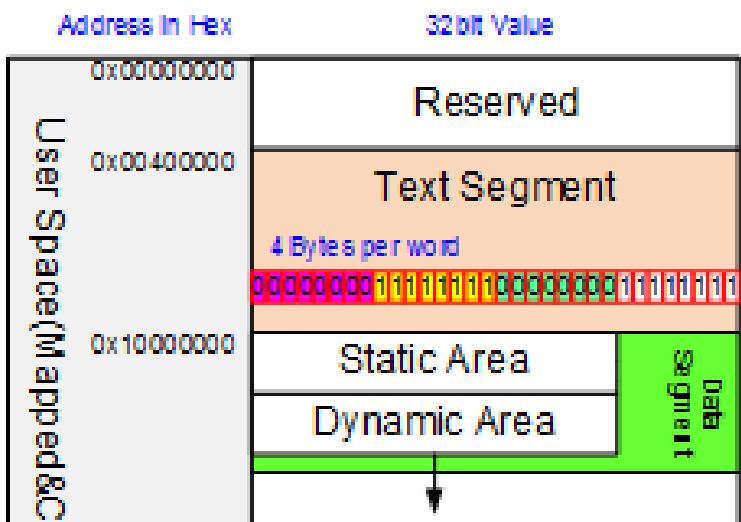 Address In Hex
32bit Value
0x00000000
Reserved
0x00400000
Text Segment
4 Bytes per word
00000000111111110000000011111111
0x10000000
Static Area
Data
Segment
Dynamic Area
User Space(Mapped&C